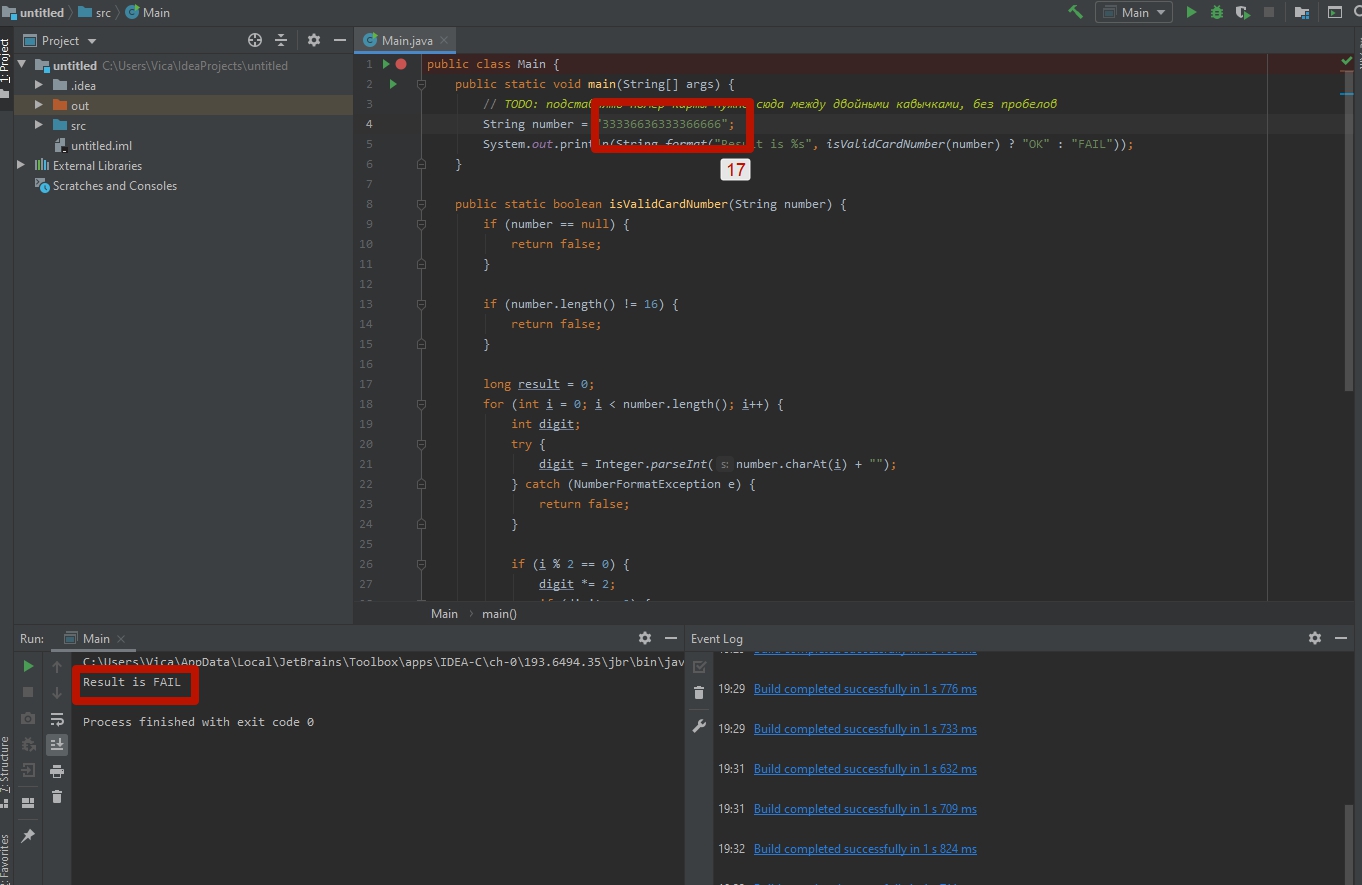 untitled src Main
Main
1: Project
Project
untitled C:\Users\Vica\IdeaProjects\untitled
.idea
out
src
untitled.iml
External Libraries
Scratches and Consoles
Main.java
1 public class Main {
2 public static void main(String[] args) {
3 // TODO: сюда между двойными кавычками, без пробелов
4 String number = "33336636333366666";
5 System.out.println(String.format("Result is %s", isValidCardNumber(number) ? "OK" : "FAIL"));
6 }
17
7
8 public static boolean isValidCardNumber(String number) {
9 if (number == null) {
10 return false;
11 }
12
13 if (number.length() != 16) {
14 return false;
15 }
16
17 long result = 0;
18 for (int i = 0; i < number.length(); i++) {
19 int digit;
20 try {
21 digit = Integer.parseInt( s: number.charAt(i) + "");
22 } catch (NumberFormatException e) {
23 return false;
24 }
25
26 if (i % 2 == 0) {
27 digit *= 2;
Main main()
Run: Main
C:\Users\Vica\AppData\Local\JetBrains\Toolbox\apps\IDEA-C\ch-0\193.6494.35\jbr\bin\jav
Result is FAIL
Process finished with exit code 0
Event Log
19:29 Build completed successfully in 1 s 776 ms
19:29 Build completed successfully in 1 s 733 ms
19:31 Build completed successfully in 1 s 632 ms
19:31 Build completed successfully in 1 s 709 ms
19:32 Build completed successfully in 1 s 824 ms
7: Structure
2: Favorites